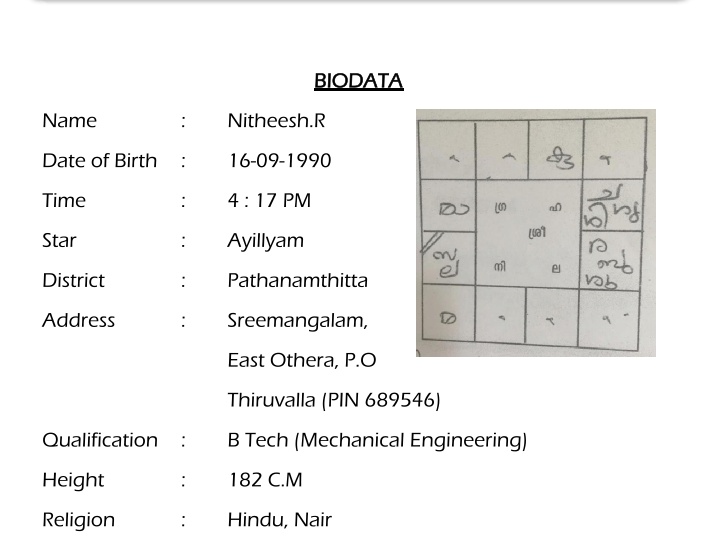 BIODATA
Name : Nitheesh.R
Date of Birth : 16-09-1990
Time : 4 : 17 PM
Star : Ayillyam
District : Pathanamthitta
Address : Sreemangalam,
East Othera, P.O
Thiruvalla (PIN 689546)
Qualification : B Tech (Mechanical Engineering)
Height : 182 C.M
Religion : Hindu, Nair
കു
ഗ്ര ഹ
ശ്രീ
നി ല